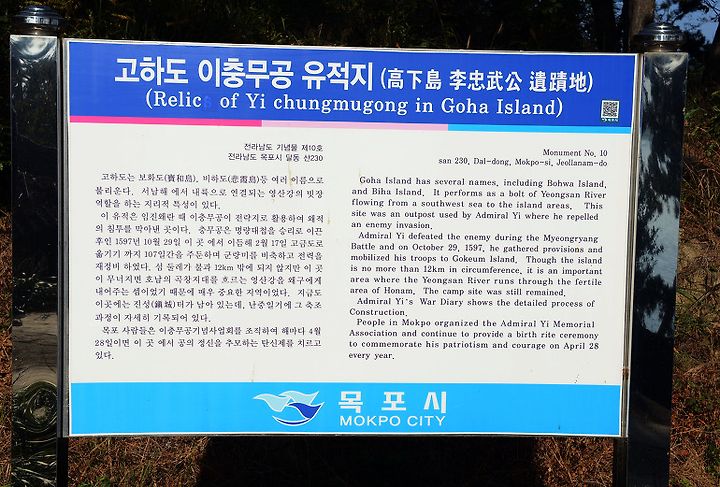 고하도 이충무공 유적지 (高下島 李忠武公 遺蹟地)
(Relic of Yi chungmugong in Goha Island)
전라남도 기념물 제10호
전라남도 목포시 달동 산230
고하도는 보화도(寶和島), 비하도(悲霞島)등 여러 이름으로
불리운다. 서남해 에서 내륙으로 연결되는 영산강의 빗장
역할을 하는 지리적 특성이 있다.
이 유적은 임진왜란 때 이충무공이 전략지로 활용하여 왜적
의 침투를 막아낸 곳이다. 충무공은 명량해협을 승리로 이끈
후인 1597년 10월 29일 이 곳 에서 이듬해 2월 17일 고금도로
옮기기 까지 107일간을 주둔하며 군량미를 비축하고 전력을
재정비 하였다. 섬 둘레가 불과 12km 밖에 되지 않지만 이 곳
이 무너지면 호남의 곡창지대를 흐르는 영산강을 왜구에게
내어주는 셈이었기 때문에 매우 중요한 지역이었다. 지금도
이곳에는 진성(鎭城)터가 남아 있는데, 난중일기에 그 축조
과정이 자세히 기록되어 있다.
목포 사람들은 이충무공기념사업회를 조직하여 해마다 4월
28일이면 이 곳 에서 공의 정신을 추모하는 탄신제를 치르고
있다.
Monument No. 10
san 230, Dal-dong, Mokpo-si, Jeollanam-do
Goha Island has several names, including Bohwa Island,
and Biha Island. It performs as a bolt of Yeongsan River
flowing from a southwest sea to the island areas. This
site was an outpost used by Admiral Yi where he repelled
an enemy invasion.
Admiral Yi defeated the enemy during the Myeongryang
Battle and on October 29, 1597, he gathered provisions and
mobilized his troops to Gokeum Island. Though the island
is no more than 12km in circumference, it is an important
area where the Yeongsan River runs through the fertile
area of Honam. The camp site was still remained.
Admiral Yi's War Diary shows the detailed process of
Construction.
People in Mokpo organized the Admiral Yi Memorial
Association and continue to provide a birth rite ceremony
to commemorate his patriotism and courage on April 28
every year.
목포시
MOKPO CITY